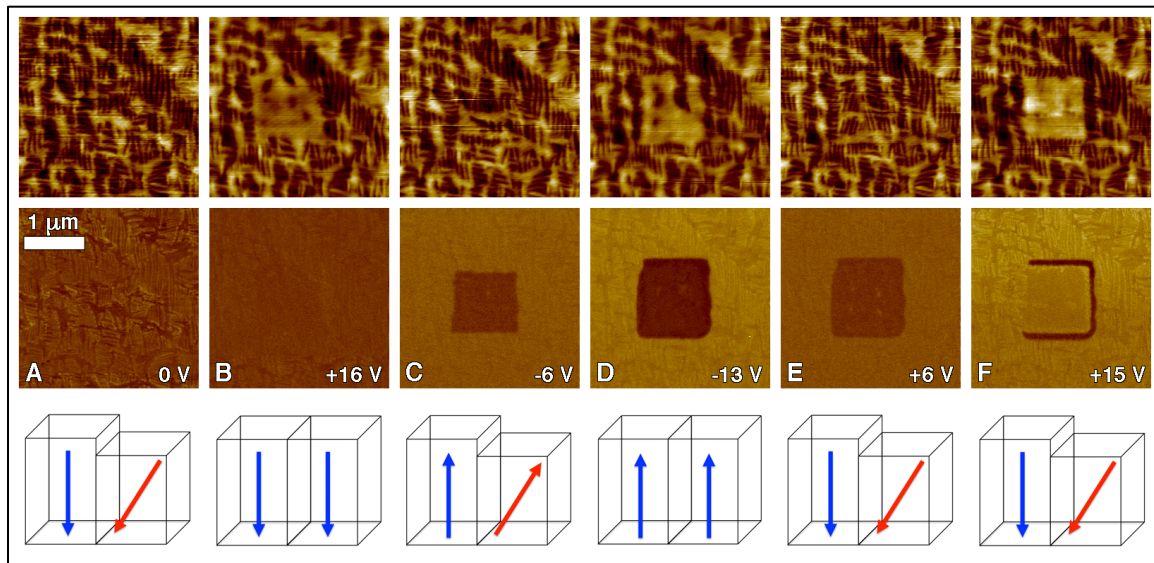 1 μm
A 0 V
B +16 V
C -6 V
D -13 V
E +6 V
F +15 V